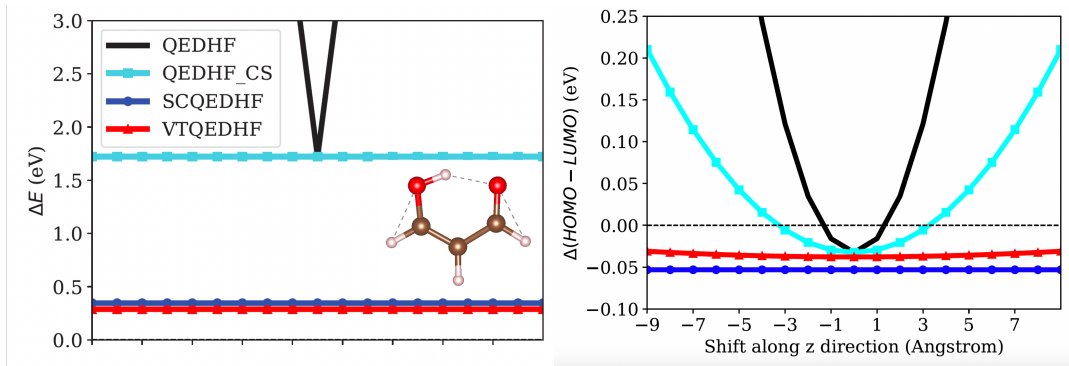 3.0
2.5
2.0
1.5
1.0
0.5
0.0
ΔE (eV)
QEDHF
QEDHF_CS
SCQEDHF
VTQEDHF
0.25
0.20
0.15
0.10
0.05
0.00
−0.05
−0.10
Δ(HOMO − LUMO) (eV)
−9 −7 −5 −3 −1 1 3 5 7
Shift along z direction (Angstrom)